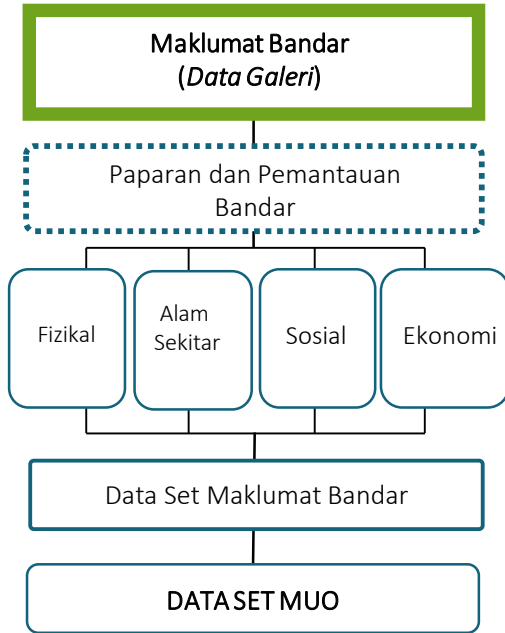 Maklumat Bandar
(Data Galeri)
Paparan dan Pemantauan
Bandar
Fizikal
Alam
Sekitar
Sosial
Ekonomi
Data Set Maklumat Bandar
DATA SET MUO